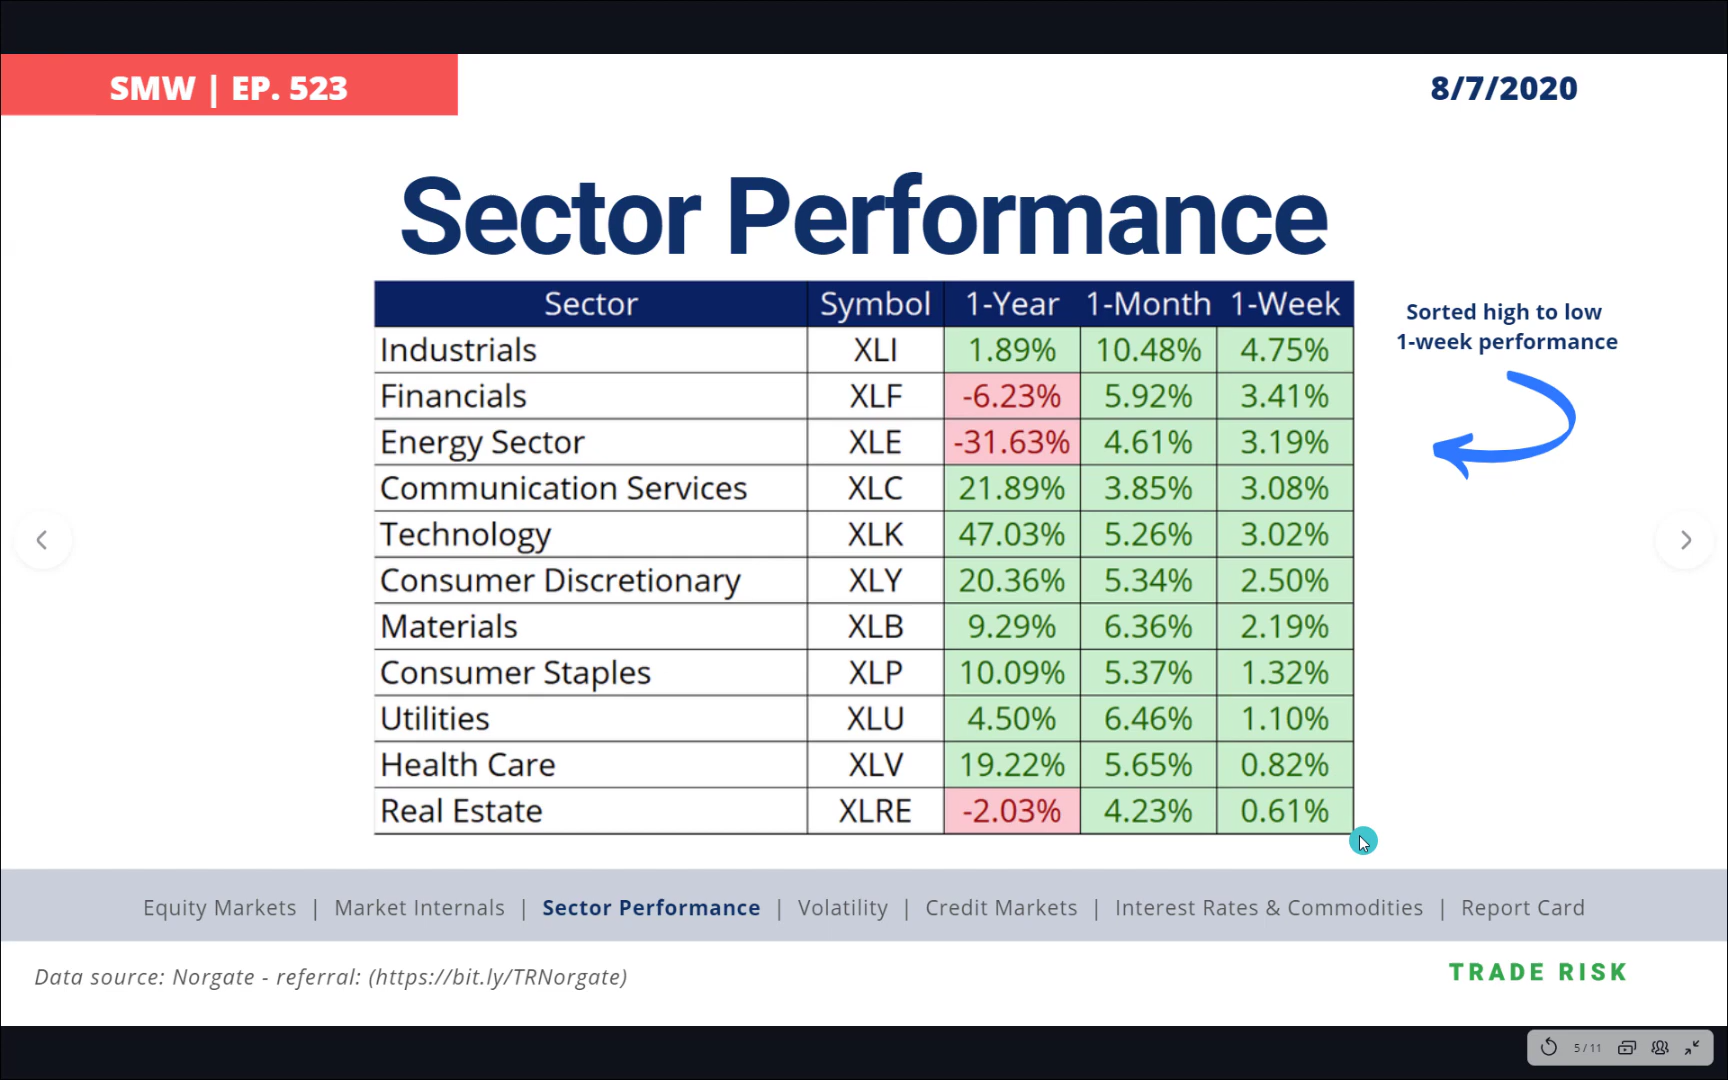 SMW | EP. 523
8/7/2020
Sector Performance
Sector Symbol 1-Year 1-Month 1-Week
Industrials XLI 1.89% 10.48% 4.75%
Financials XLF -6.23% 5.92% 3.41%
Energy Sector XLE -31.63% 4.61% 3.19%
Communication Services XLC 21.89% 3.85% 3.08%
Technology XLK 47.03% 5.26% 3.02%
Consumer Discretionary XLY 20.36% 5.34% 2.50%
Materials XLB 9.29% 6.36% 2.19%
Consumer Staples XLP 10.09% 5.37% 1.32%
Utilities XLU 4.50% 6.46% 1.10%
Health Care XLV 19.22% 5.65% 0.82%
Real Estate XLRE -2.03% 4.23% 0.61%
Sorted high to low
1-week performance
Equity Markets | Market Internals | Sector Performance | Volatility | Credit Markets | Interest Rates & Commodities | Report Card
Data source: Norgate - referral: (https://bit.ly/TRNorgate)
TRADE RISK
5 / 11